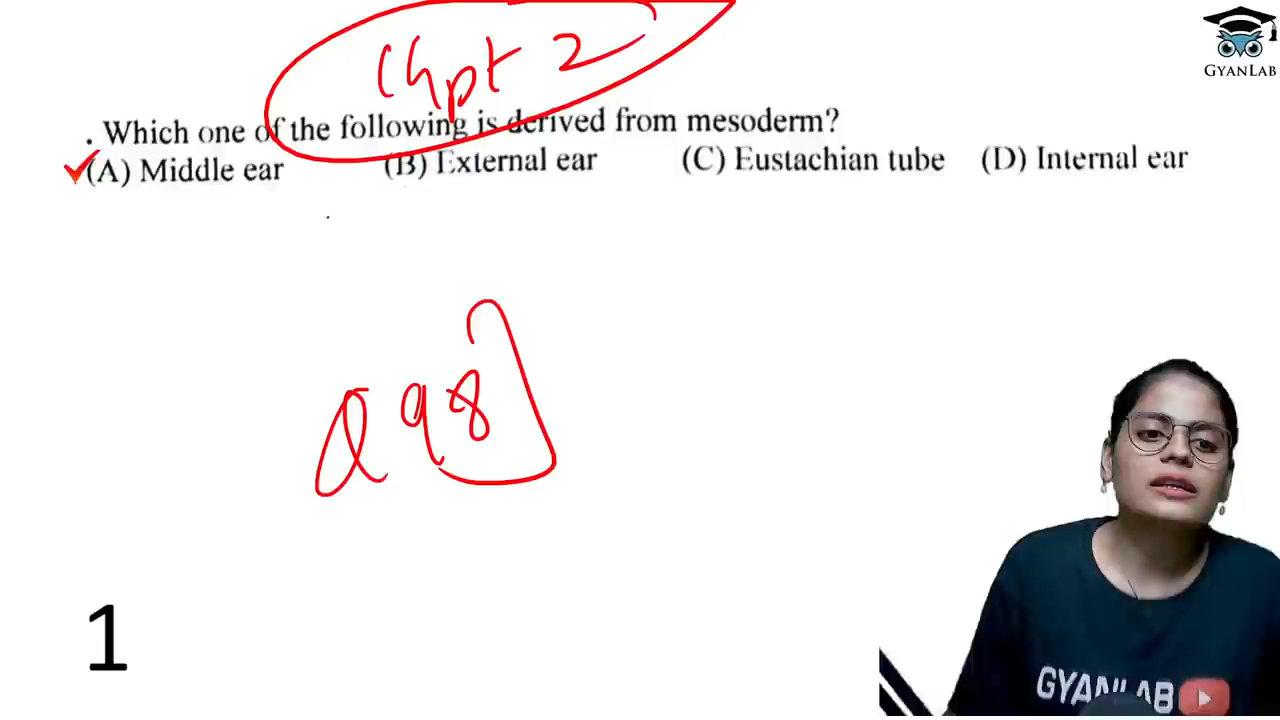 Chpt 2
GYANLAB
. Which one of the following is derived from mesoderm?
(A) Middle ear (B) External ear (C) Eustachian tube (D) Internal ear
Q 98
1
GYANLAB